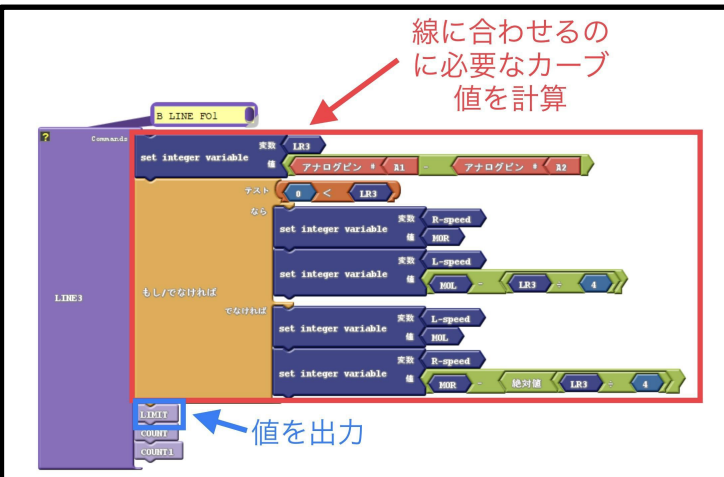 線に合わせるの
に必要なカーブ
値を計算
B LINE FO1
? Commands
変数 LR3
set integer variable
値 アナログピン # A1 - アナログピン # A2
テスト 0 < LR3
なら
変数 R-speed
set integer variable
値 MOR
変数 L-speed
set integer variable
値 MOL - LR3 ÷ 4
LINE3
もし/でなければ
でなければ
変数 L-speed
set integer variable
値 MOL
変数 R-speed
set integer variable
値 MOR - 絶対値 LR3 ÷ 4
LIMIT
値を出力
COUNT
COUNT1